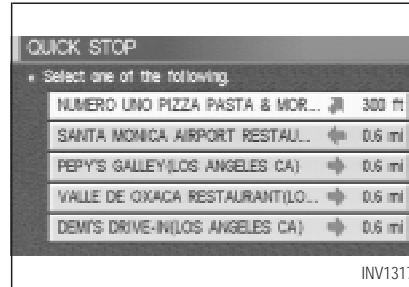 QUICK STOP
Select one of the following.
NUMERO UNO PIZZA PASTA & MOR... 300 ft
SANTA MONICA AIRPORT RESTAU... 0.6 mi
PEPY'S GALLEY(LOS ANGELES CA) 0.6 mi
VALLE DE OXACA RESTAURANT(LO... 0.6 mi
DEMI'S DRIVE-IN(LOS ANGELES CA) 0.6 mi
INV1317